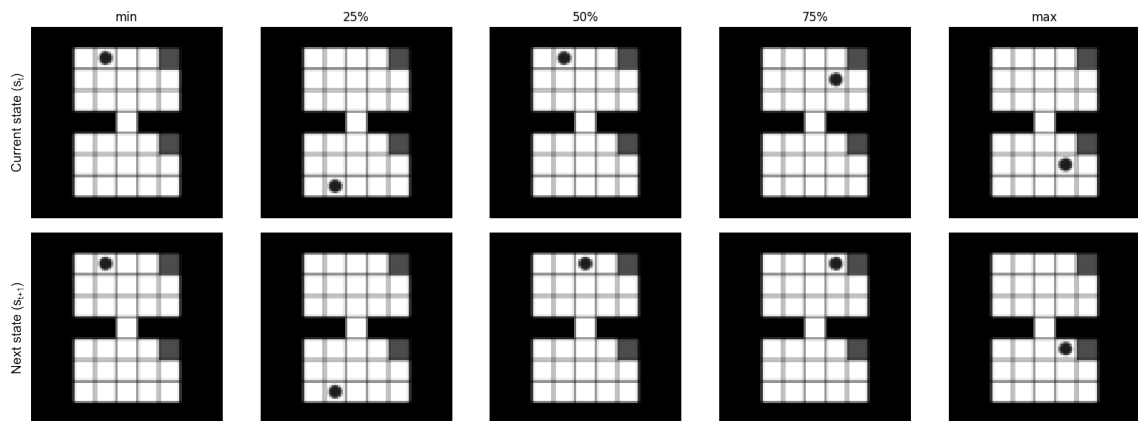 min 25% 50% 75% max
Current state (sₜ)
Next state (sₜ₊₁)